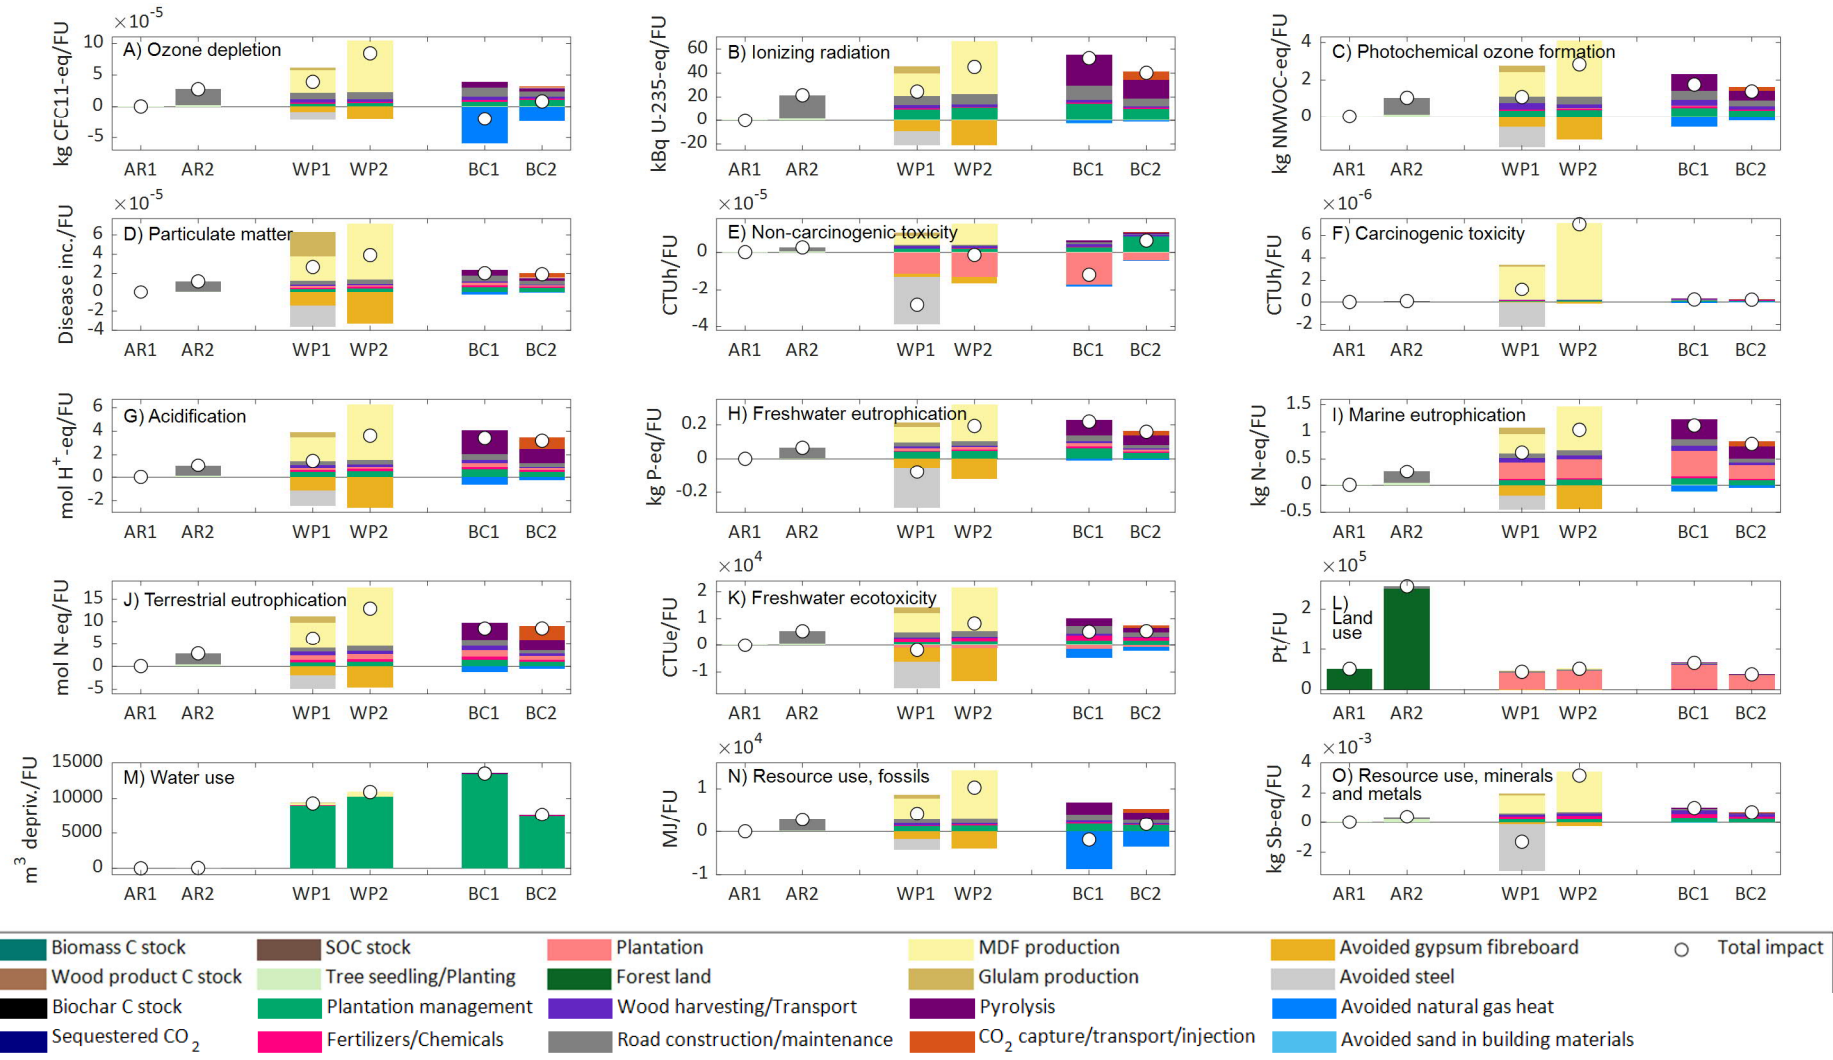 ×10-5
kg CFC11-eq/FU
10
5
0
-5
A) Ozone depletion
AR1 AR2 WP1 WP2 BC1 BC2
kBq U-235-eq/FU
60
40
20
0
-20
B) Ionizing radiation
AR1 AR2 WP1 WP2 BC1 BC2
kg NMVOC-eq/FU
4
2
0
C) Photochemical ozone formation
AR1 AR2 WP1 WP2 BC1 BC2
×10-5
Disease inc./FU
6
4
2
0
-2
-4
D) Particulate matter
AR1 AR2 WP1 WP2 BC1 BC2
×10-5
CTUh/FU
0
-2
-4
E) Non-carcinogenic toxicity
AR1 AR2 WP1 WP2 BC1 BC2
×10-6
CTUh/FU
6
4
2
0
-2
F) Carcinogenic toxicity
AR1 AR2 WP1 WP2 BC1 BC2
mol H+-eq/FU
6
4
2
0
-2
G) Acidification
AR1 AR2 WP1 WP2 BC1 BC2
kg P-eq/FU
0.2
0
-0.2
H) Freshwater eutrophication
AR1 AR2 WP1 WP2 BC1 BC2
kg N-eq/FU
1.5
1
0.5
0
-0.5
I) Marine eutrophication
AR1 AR2 WP1 WP2 BC1 BC2
mol N-eq/FU
15
10
5
0
-5
J) Terrestrial eutrophication
AR1 AR2 WP1 WP2 BC1 BC2
×104
CTUe/FU
2
1
0
-1
K) Freshwater ecotoxicity
AR1 AR2 WP1 WP2 BC1 BC2
×105
Pt/FU
2
1
0
L)
Land
use
AR1 AR2 WP1 WP2 BC1 BC2
m3 depriv./FU
15000
10000
5000
0
M) Water use
AR1 AR2 WP1 WP2 BC1 BC2
×104
MJ/FU
1
0
-1
N) Resource use, fossils
AR1 AR2 WP1 WP2 BC1 BC2
×10-3
kg Sb-eq/FU
4
2
0
-2
O) Resource use, minerals
and metals
AR1 AR2 WP1 WP2 BC1 BC2
Biomass C stock SOC stock Plantation MDF production Avoided gypsum fibreboard Total impact
Wood product C stock Tree seedling/Planting Forest land Glulam production Avoided steel
Biochar C stock Plantation management Wood harvesting/Transport Pyrolysis Avoided natural gas heat
Sequestered CO2 Fertilizers/Chemicals Road construction/maintenance CO2 capture/transport/injection Avoided sand in building materials